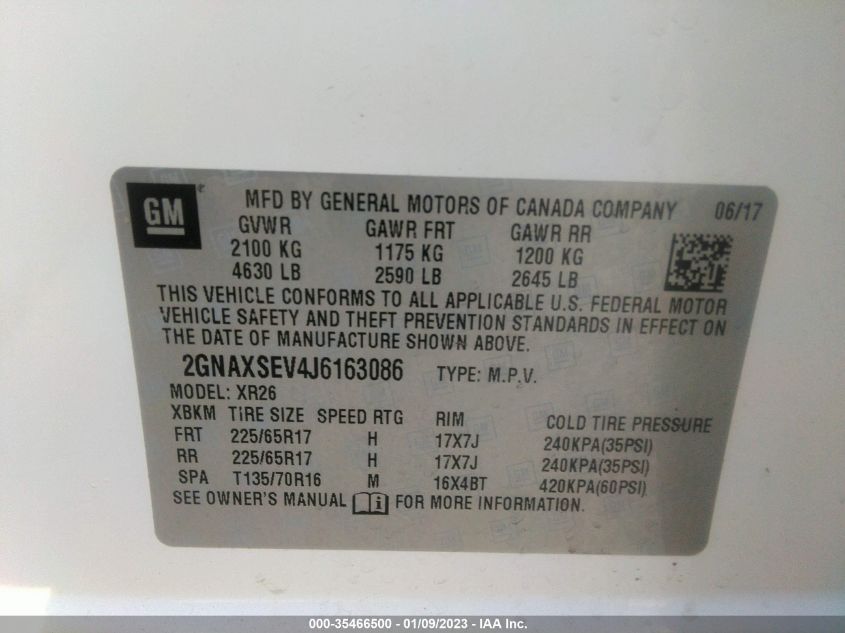 GM ® MFD BY GENERAL MOTORS OF CANADA COMPANY 06/17
GVWR GAWR FRT GAWR RR
2100 KG 1175 KG 1200 KG
4630 LB 2590 LB 2645 LB
THIS VEHICLE CONFORMS TO ALL APPLICABLE U.S. FEDERAL MOTOR
VEHICLE SAFETY AND THEFT PREVENTION STANDARDS IN EFFECT ON
THE DATE OF MANUFACTURE SHOWN ABOVE.
2GNAXSEV4J6163086 TYPE: M.P.V.
MODEL: XR26
XBKM TIRE SIZE SPEED RTG RIM COLD TIRE PRESSURE
FRT 225/65R17 H 17X7J 240KPA(35PSI)
RR 225/65R17 H 17X7J 240KPA(35PSI)
SPA T135/70R16 M 16X4BT 420KPA(60PSI)
SEE OWNER'S MANUAL i FOR MORE INFORMATION.
000-35466500 - 01/09/2023 - IAA Inc.